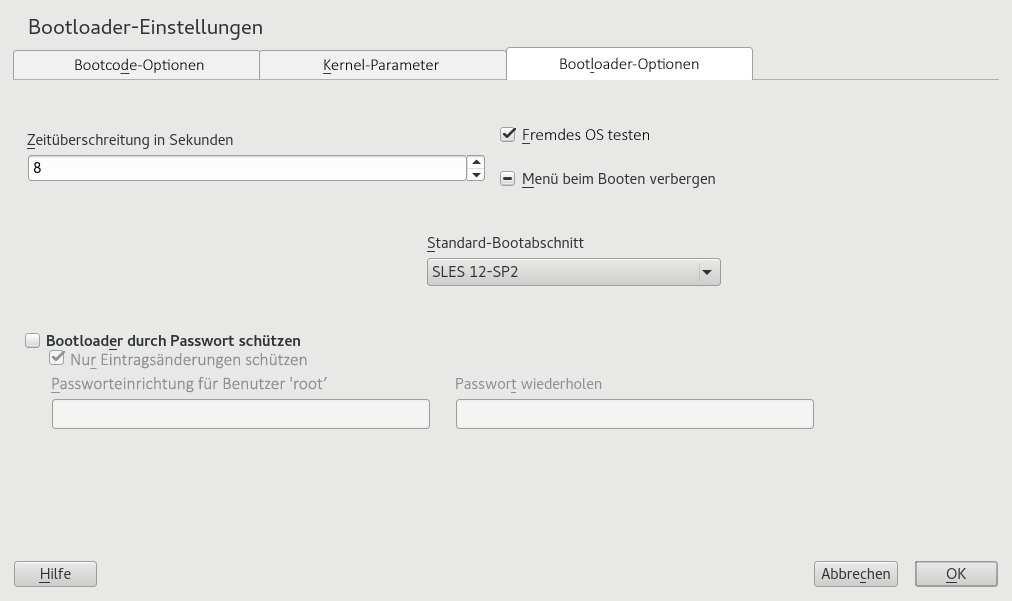 Bootloader-Einstellungen
Bootcode-Optionen
Kernel-Parameter
Bootloader-Optionen
Zeitüberschreitung in Sekunden
8
Fremdes OS testen
Menü beim Booten verbergen
Standard-Bootabschnitt
SLES 12-SP2
Bootloader durch Passwort schützen
Nur Eintragsänderungen schützen
Passworteinrichtung für Benutzer 'root’
Passwort wiederholen
Hilfe
Abbrechen
OK